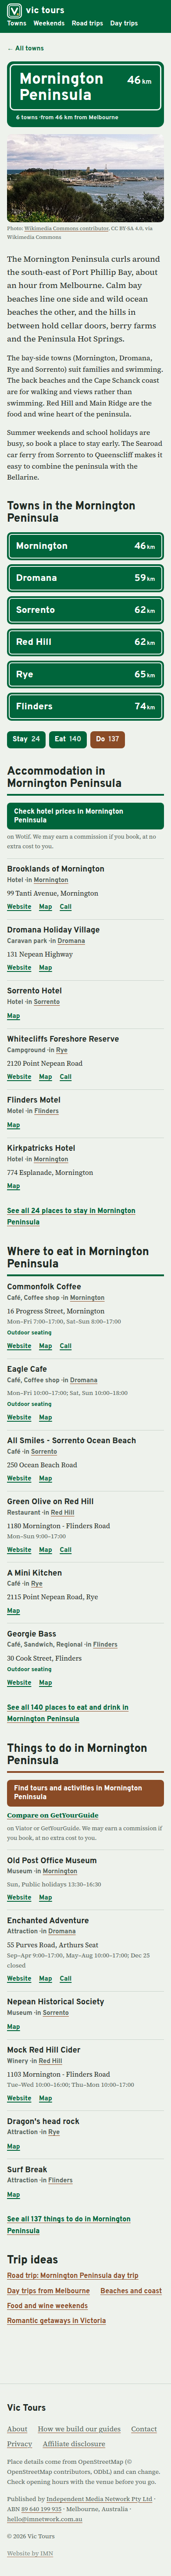 vic tours
Towns Weekends Road trips Day trips
← All towns
Mornington
Peninsula
46 km
6 towns ·from 46 km from Melbourne
Photo: Wikimedia Commons contributor, CC BY-SA 4.0, via
Wikimedia Commons
The Mornington Peninsula curls around
the south-east of Port Phillip Bay, about
an hour from Melbourne. Calm bay
beaches line one side and wild ocean
beaches the other, and the hills in
between hold cellar doors, berry farms
and the Peninsula Hot Springs.
The bay-side towns (Mornington, Dromana,
Rye and Sorrento) suit families and swimming.
The back beaches and the Cape Schanck coast
are for walking and views rather than
swimming. Red Hill and Main Ridge are the
food and wine heart of the peninsula.
Summer weekends and school holidays are
busy, so book a place to stay early. The Searoad
car ferry from Sorrento to Queenscliff makes it
easy to combine the peninsula with the
Bellarine.
Towns in the Mornington
Peninsula
Mornington 46 km
Dromana 59 km
Sorrento 62 km
Red Hill 62 km
Rye 65 km
Flinders 74 km
Stay 24 Eat 140 Do 137
Accommodation in
Mornington Peninsula
Check hotel prices in Mornington
Peninsula
on Wotif. We may earn a commission if you book, at no
extra cost to you.
Brooklands of Mornington
Hotel ·in Mornington
99 Tanti Avenue, Mornington
Website Map Call
Dromana Holiday Village
Caravan park ·in Dromana
131 Nepean Highway
Website Map
Sorrento Hotel
Hotel ·in Sorrento
Map
Whitecliffs Foreshore Reserve
Campground ·in Rye
2120 Point Nepean Road
Website Map Call
Flinders Motel
Motel ·in Flinders
Map
Kirkpatricks Hotel
Hotel ·in Mornington
774 Esplanade, Mornington
Map
See all 24 places to stay in Mornington
Peninsula
Where to eat in Mornington
Peninsula
Commonfolk Coffee
Café, Coffee shop ·in Mornington
16 Progress Street, Mornington
Mon–Fri 7:00–17:00, Sat–Sun 8:00–17:00
Outdoor seating
Website Map Call
Eagle Cafe
Café, Coffee shop ·in Dromana
Mon–Fri 10:00–17:00; Sat, Sun 10:00–18:00
Outdoor seating
Website Map
All Smiles - Sorrento Ocean Beach
Café ·in Sorrento
250 Ocean Beach Road
Website Map
Green Olive on Red Hill
Restaurant ·in Red Hill
1180 Mornington - Flinders Road
Mon–Sun 9:00–17:00
Website Map Call
A Mini Kitchen
Café ·in Rye
2115 Point Nepean Road, Rye
Map
Georgie Bass
Café, Sandwich, Regional ·in Flinders
30 Cook Street, Flinders
Outdoor seating
Website Map
See all 140 places to eat and drink in
Mornington Peninsula
Things to do in Mornington
Peninsula
Find tours and activities in Mornington
Peninsula
Compare on GetYourGuide
on Viator or GetYourGuide. We may earn a commission if
you book, at no extra cost to you.
Old Post Office Museum
Museum ·in Mornington
Sun, Public holidays 13:30–16:30
Website Map
Enchanted Adventure
Attraction ·in Dromana
55 Purves Road, Arthurs Seat
Sep–Apr 9:00–17:00, May–Aug 10:00–17:00; Dec 25
closed
Website Map Call
Nepean Historical Society
Museum ·in Sorrento
Map
Mock Red Hill Cider
Winery ·in Red Hill
1103 Mornington - Flinders Road
Tue–Wed 10:00–16:00; Thu–Mon 10:00–17:00
Website Map
Dragon's head rock
Attraction ·in Rye
Map
Surf Break
Attraction ·in Flinders
Map
See all 137 things to do in Mornington
Peninsula
Trip ideas
Road trip: Mornington Peninsula day trip
Day trips from Melbourne Beaches and coast
Food and wine weekends
Romantic getaways in Victoria
Vic Tours
About How we build our guides Contact
Privacy Affiliate disclosure
Place details come from OpenStreetMap (©
OpenStreetMap contributors, ODbL) and can change.
Check opening hours with the venue before you go.
Published by Independent Media Network Pty Ltd ·
ABN 89 640 199 935 · Melbourne, Australia ·
hello@imnetwork.com.au
© 2026 Vic Tours
Website by IMN